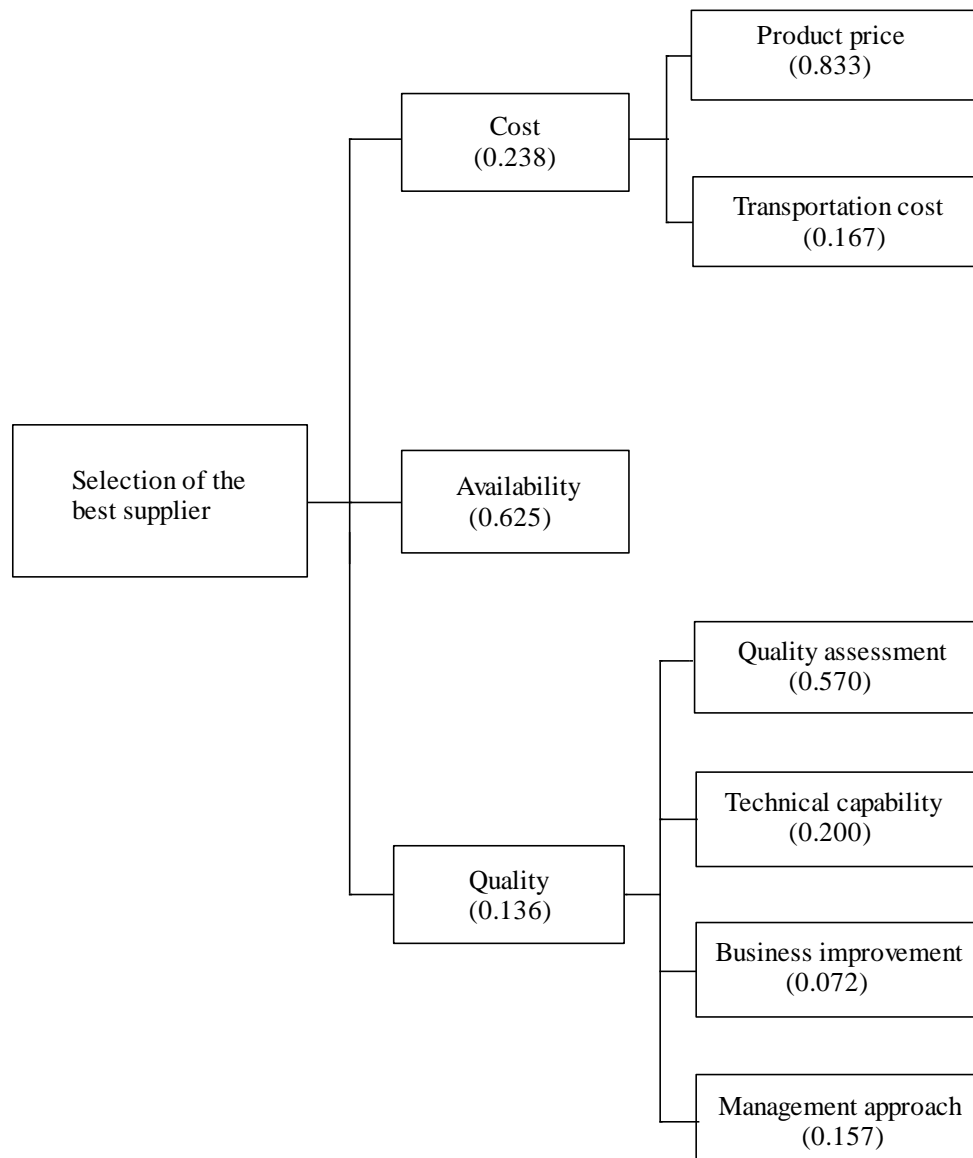 Product price
(0.833)
Cost
(0.238)
Transportation cost
(0.167)
Selection of the
best supplier
Availability
(0.625)
Quality assessment
(0.570)
Technical capability
(0.200)
Quality
(0.136)
Business improvement
(0.072)
Management approach
(0.157)